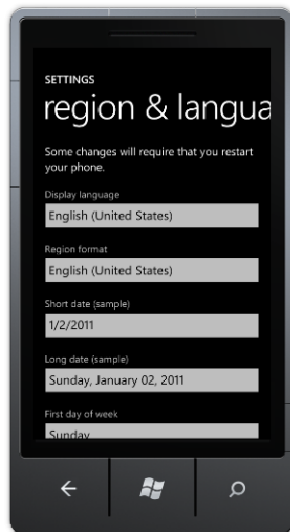 SETTINGS
region & langua
Some changes will require that you restart
your phone.
Display language
English (United States)
Region format
English (United States)
Short date (sample)
1/2/2011
Long date (sample)
Sunday, January 02, 2011
First day of week
Sunday